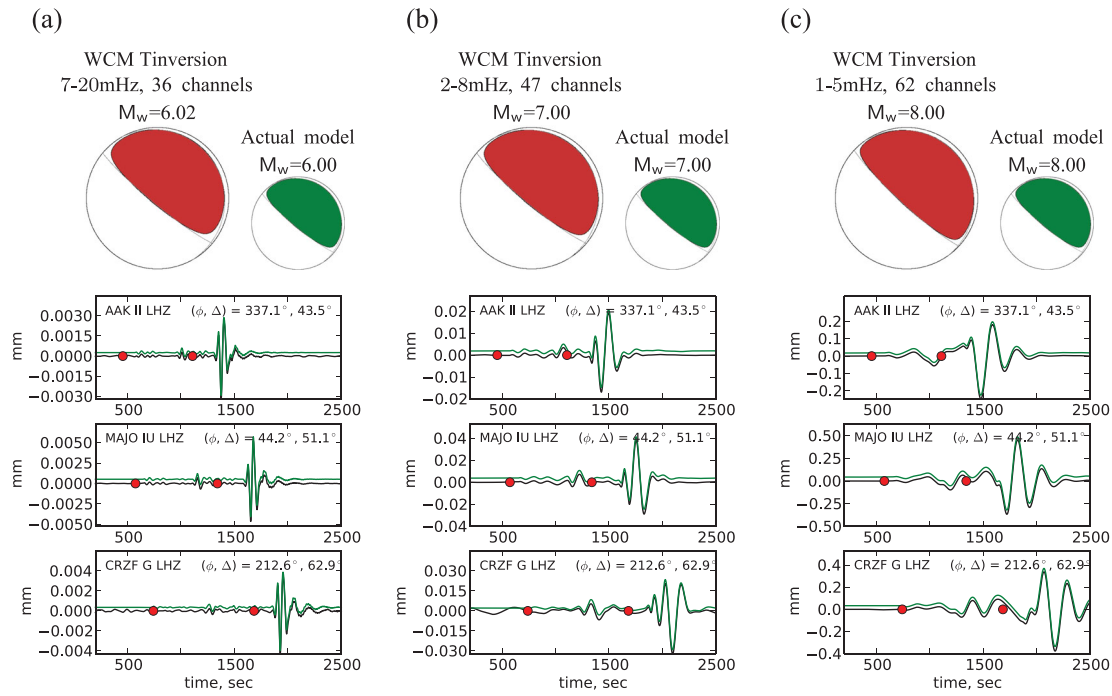 (a)
WCM Tinversion
7-20mHz, 36 channels
Mw=6.02
Actual model
Mw=6.00
AAK II LHZ (ϕ, Δ) = 337.1°, 43.5°
mm
0.0030
0.0015
0.0000
−0.0015
−0.0030
500 1500 2500
MAJO IU LHZ (ϕ, Δ) = 44.2°, 51.1°
mm
0.0050
0.0025
0.0000
−0.0025
−0.0050
500 1500 2500
CRZF G LHZ (ϕ, Δ) = 212.6°, 62.9°
mm
0.004
0.002
0.000
−0.002
−0.004
500 1500 2500
time, sec
(b)
WCM Tinversion
2-8mHz, 47 channels
Mw=7.00
Actual model
Mw=7.00
AAK II LHZ (ϕ, Δ) = 337.1°, 43.5°
mm
0.02
0.01
0.00
−0.01
−0.02
500 1500 2500
MAJO IU LHZ (ϕ, Δ) = 44.2°, 51.1°
mm
0.04
0.02
0.00
−0.02
−0.04
500 1500 2500
CRZF G LHZ (ϕ, Δ) = 212.6°, 62.9°
mm
0.030
0.015
0.000
−0.015
−0.030
500 1500 2500
time, sec
(c)
WCM Tinversion
1-5mHz, 62 channels
Mw=8.00
Actual model
Mw=8.00
AAK II LHZ (ϕ, Δ) = 337.1°, 43.5°
mm
0.2
0.1
0.0
−0.1
−0.2
500 1500 2500
MAJO IU LHZ (ϕ, Δ) = 44.2°, 51.1°
mm
0.50
0.25
0.00
−0.25
−0.50
500 1500 2500
CRZF G LHZ (ϕ, Δ) = 212.6°, 62.9°
mm
0.4
0.2
0.0
−0.2
−0.4
500 1500 2500
time, sec